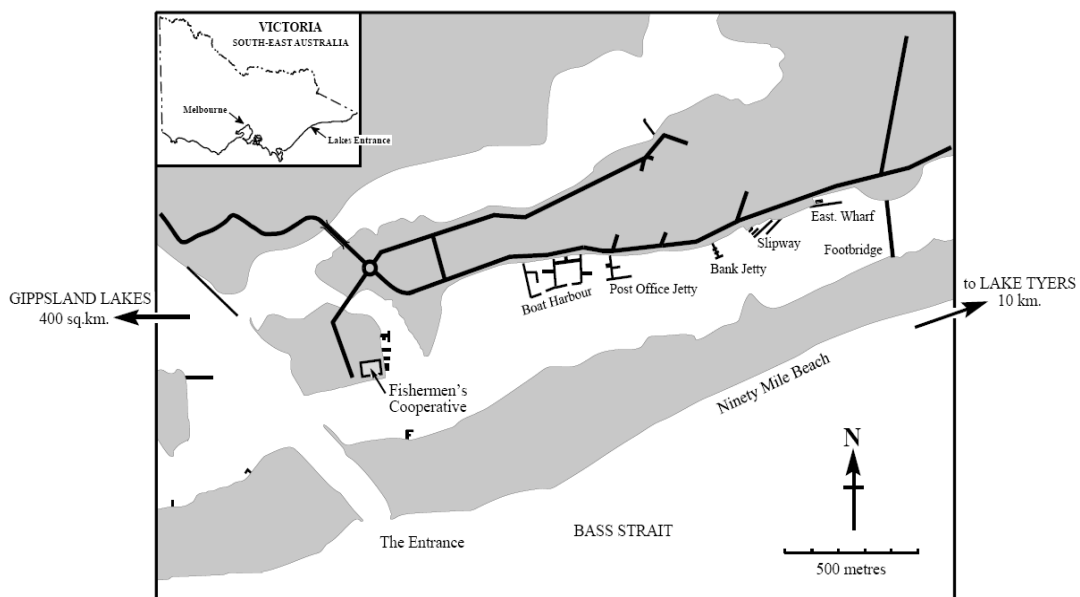 VICTORIA
SOUTH-EAST AUSTRALIA
Melbourne
Lakes Entrance
East. Wharf
Slipway
Footbridge
Bank Jetty
Post Office Jetty
Boat Harbour
GIPPSLAND LAKES
400 sq.km.
to LAKE TYERS
10 km.
Fishermen's
Cooperative
Ninety Mile Beach
N
BASS STRAIT
The Entrance
500 metres